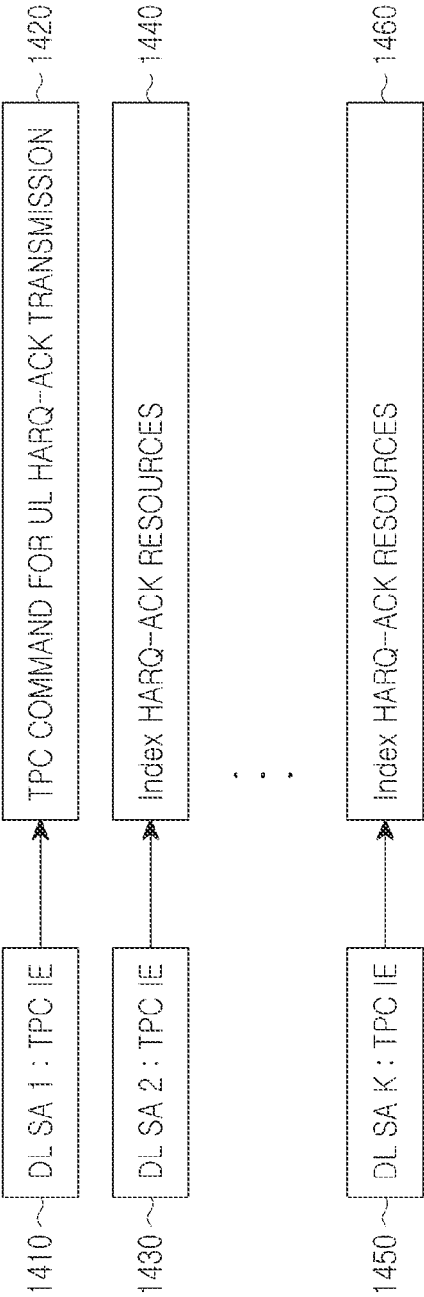 1410 DL SA 1 : TPC IE TPC COMMAND FOR UL HARQ-ACK TRANSMISSION 1420
1430 DL SA 2 : TPC IE Index HARQ-ACK RESOURCES 1440
. . .
1450 DL SA K : TPC IE Index HARQ-ACK RESOURCES 1460